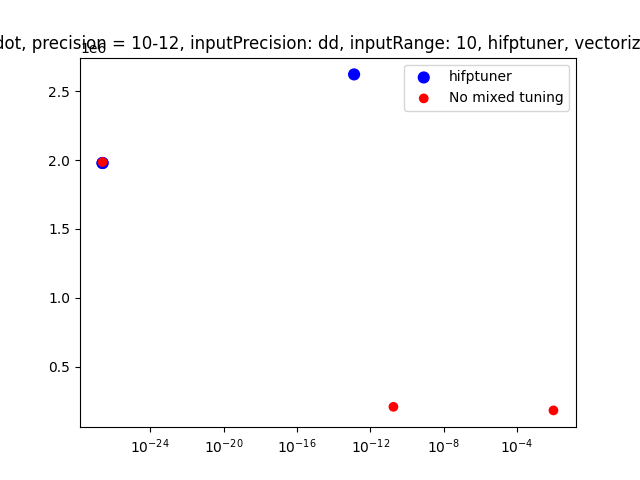 dot, precision = 10-12, inputPrecision: dd, inputRange: 10, hifptuner, vectoriz
1e6
hifptuner
No mixed tuning
2.5
2.0
1.5
1.0
0.5
10⁻²⁴ 10⁻²⁰ 10⁻¹⁶ 10⁻¹² 10⁻⁸ 10⁻⁴